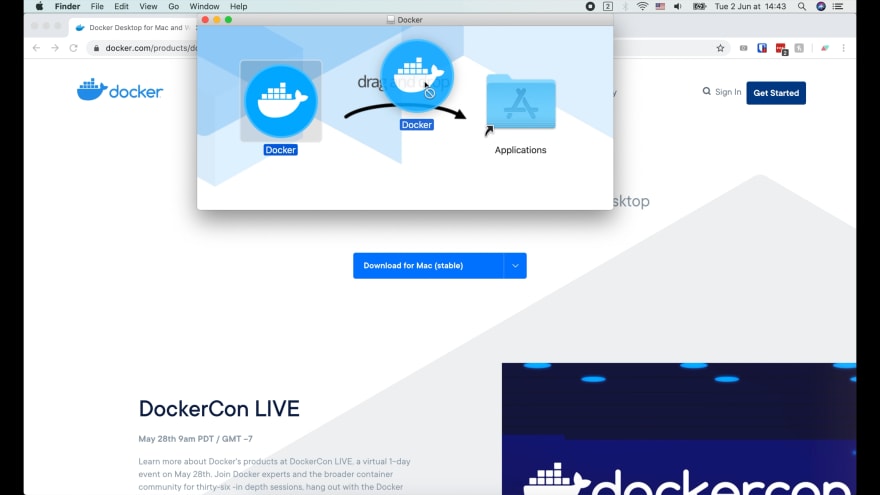 Finder File Edit View Go Window Help
2
Tue 2 Jun at 14:43
Docker
Docker Desktop for Mac and W
docker.com/products/d
2
drag and drop
Docker
Docker
Applications
docker
Sign In
Get Started
sktop
Download for Mac (stable)
DockerCon LIVE
May 28th 9am PDT / GMT -7
Learn more about Docker's products at DockerCon LIVE, a virtual 1-day
event on May 28th. Join Docker experts and the broader container
community for thirty-six -in depth sessions, hang out with the Docker
dockercon